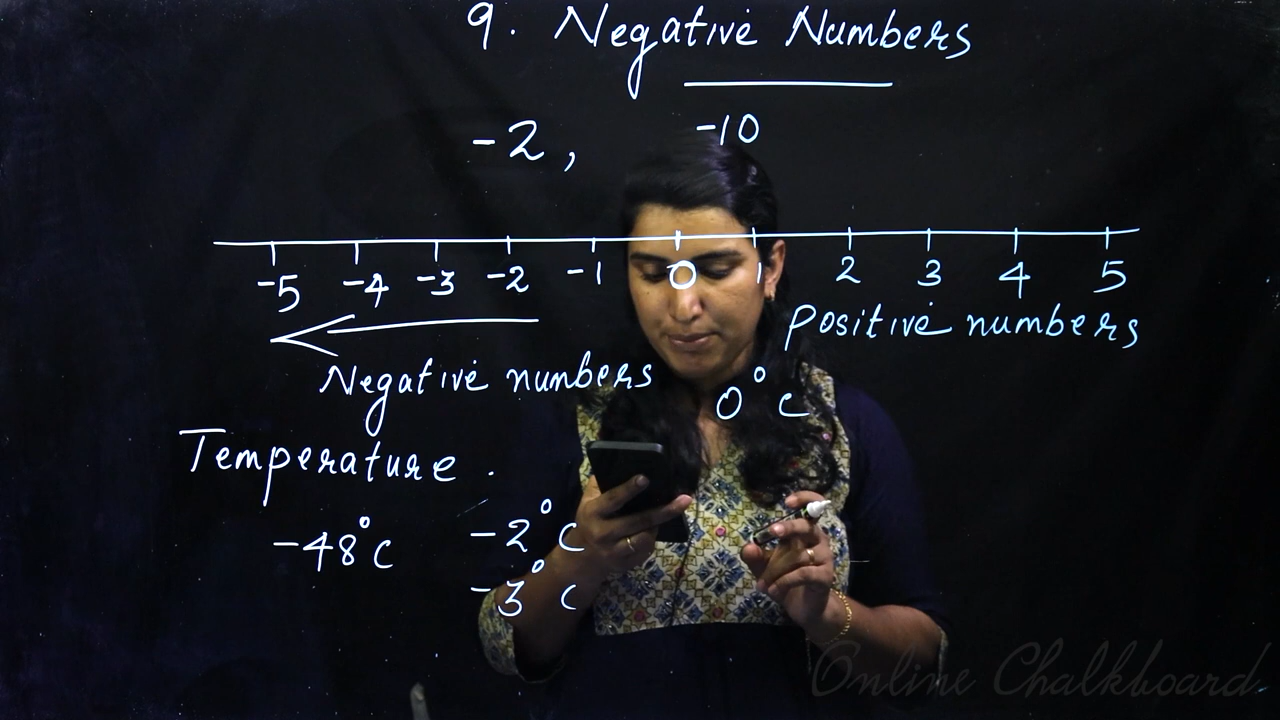 9. Negative Numbers
-2, -10
-5 -4 -3 -2 -1 0 1 2 3 4 5
Positive numbers
Negative numbers
0° C
Temperature.
-48°C -2°C
-3°C
Online Chalkboard